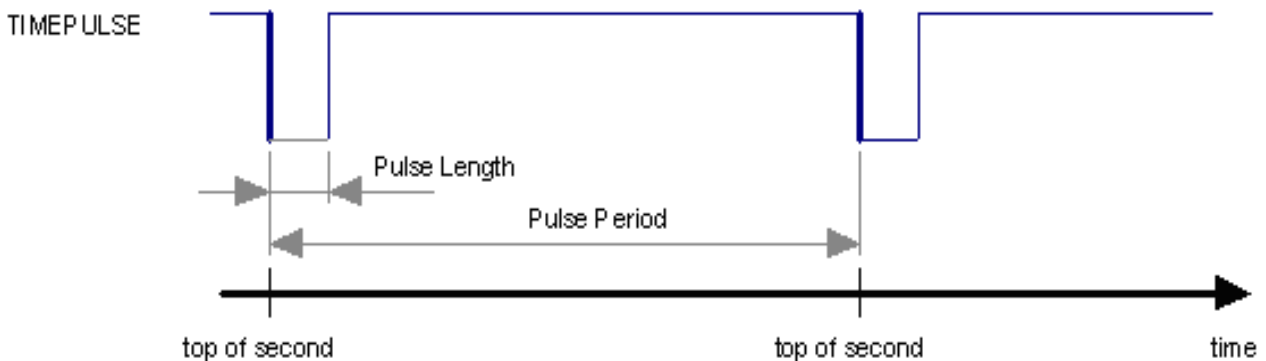 TIMEPULSE
Pulse Length
Pulse Period
top of second
top of second
time